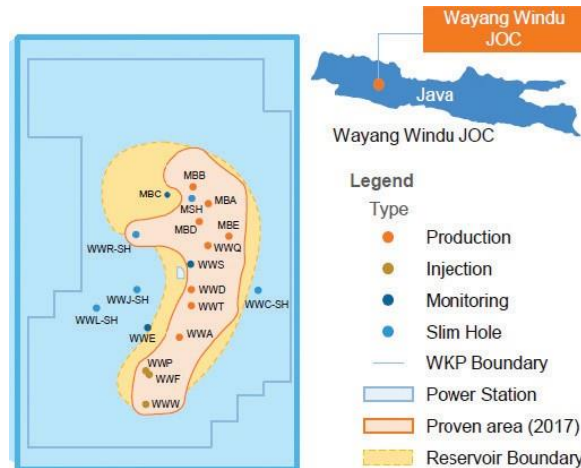 Wayang Windu
JOC
Java
Wayang Windu JOC
MBB
MBC
MSH
MBA
MBD
MBE
WWR-SH
WWQ
WWS
WWJ-SH
WWD
WWC-SH
WWL-SH
WWT
WWE
WWA
WWP
WWF
WWW
Legend
Type
Production
Injection
Monitoring
Slim Hole
WKP Boundary
Power Station
Proven area (2017)
Reservoir Boundary